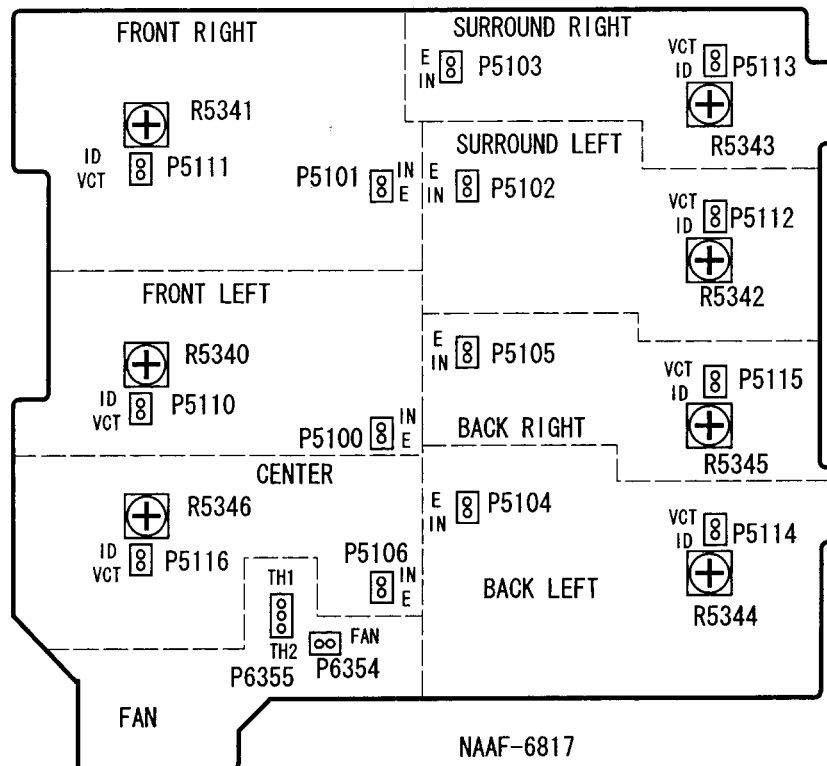 FRONT RIGHT
R5341
ID
VCT
P5111
P5101
IN
E
SURROUND RIGHT
E
IN
P5103
VCT
ID
P5113
R5343
SURROUND LEFT
E
IN
P5102
VCT
ID
P5112
R5342
FRONT LEFT
R5340
ID
VCT
P5110
P5100
IN
E
E
IN
P5105
BACK RIGHT
VCT
ID
P5115
R5345
CENTER
R5346
ID
VCT
P5116
P5106
IN
E
E
IN
P5104
BACK LEFT
VCT
ID
P5114
R5344
TH1
TH2
P6355
FAN
P6354
FAN
NAAF-6817